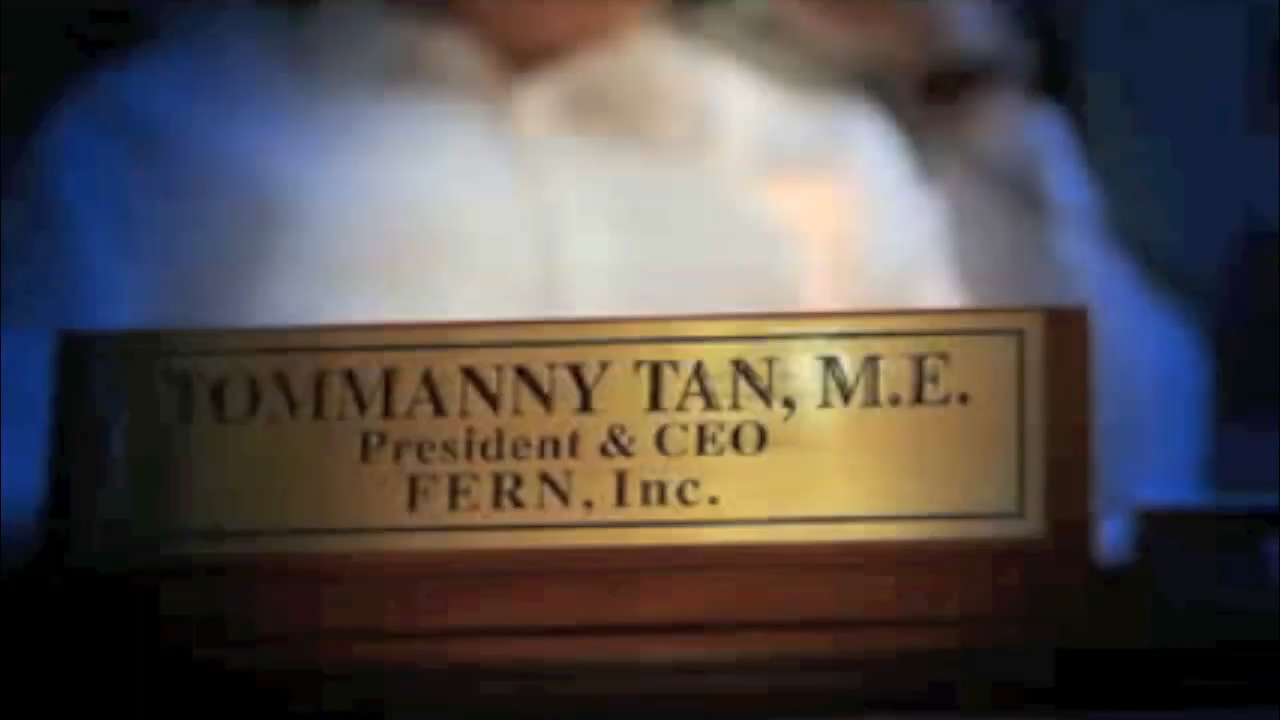 TOMMANNY TAN, M.E.
President & CEO
FERN, Inc.